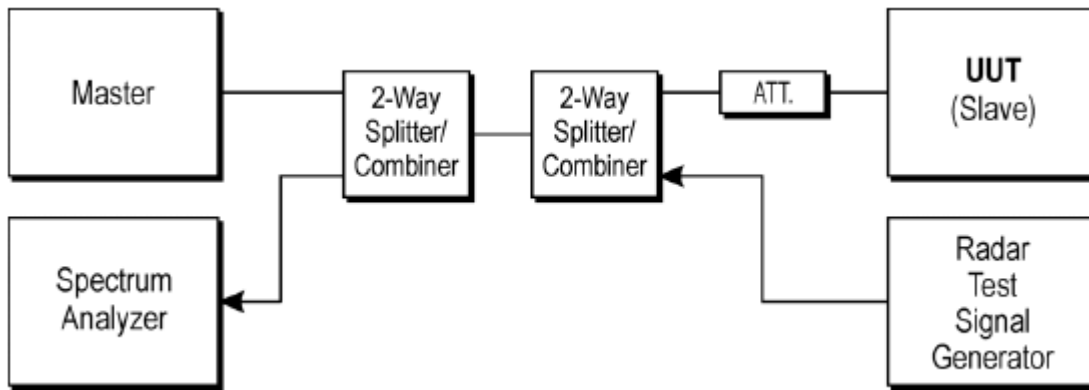 Master
2-Way
Splitter/
Combiner
2-Way
Splitter/
Combiner
ATT.
UUT
(Slave)
Spectrum
Analyzer
Radar
Test
Signal
Generator